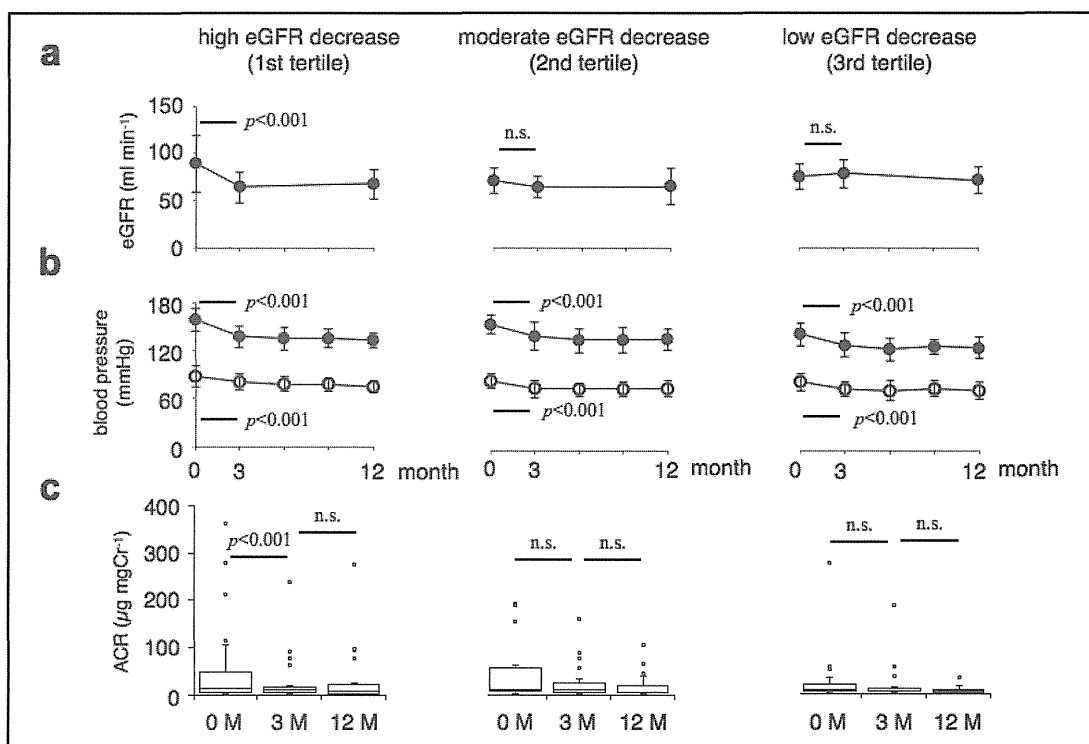 high eGFR decrease moderate eGFR decrease low eGFR decrease
(1st tertile) (2nd tertile) (3rd tertile)
a
eGFR (ml min⁻¹)
150
100
50
0
p<0.001
n.s.
n.s.
b
blood pressure
(mmHg)
180
120
60
0
p<0.001
p<0.001
p<0.001
p<0.001
p<0.001
p<0.001
0 3 12 month 0 3 12 month 0 3 12
c
ACR (µg mgCr⁻¹)
400
300
200
100
0
p<0.001 n.s.
n.s. n.s.
n.s. n.s.
0 M 3 M 12 M 0 M 3 M 12 M 0 M 3 M 12 M